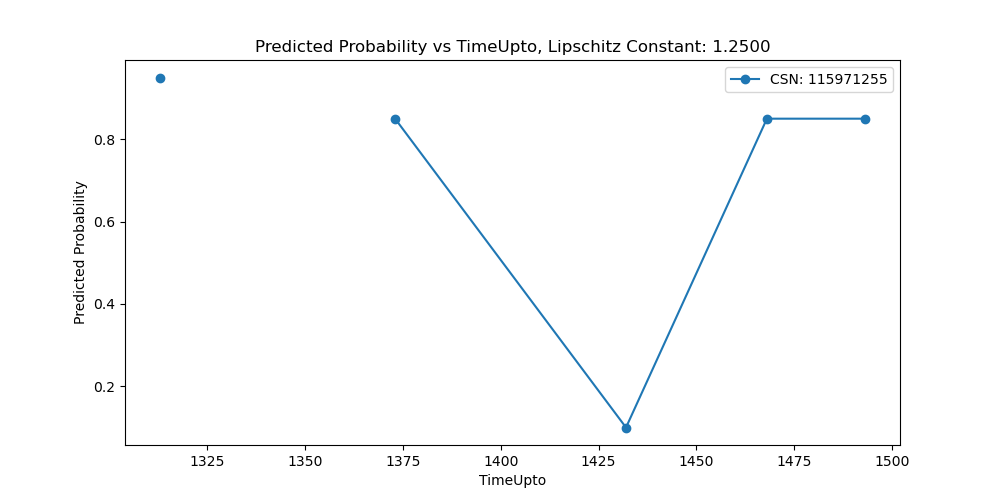 Predicted Probability vs TimeUpto, Lipschitz Constant: 1.2500
CSN: 115971255
Predicted Probability
0.8
0.6
0.4
0.2
1325 1350 1375 1400 1425 1450 1475 1500
TimeUpto